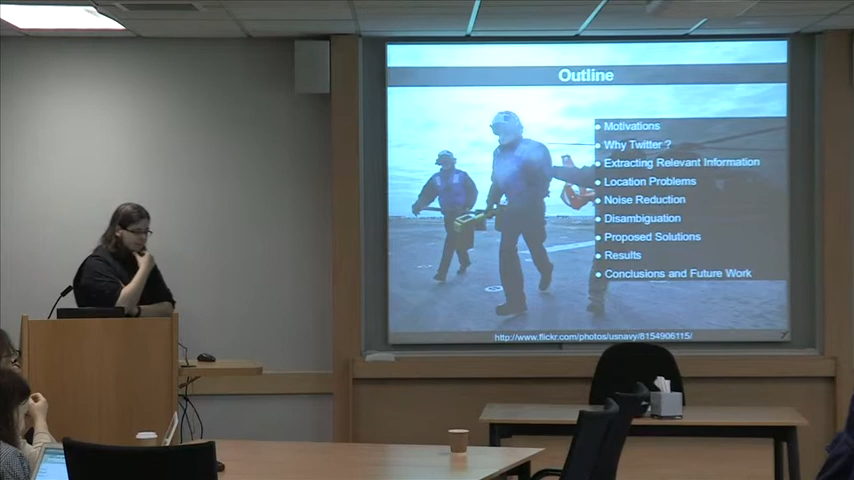 Outline
Motivations
Why Twitter ?
Extracting Relevant Information
Location Problems
Noise Reduction
Disambiguation
Proposed Solutions
Results
Conclusions and Future Work
http://www.flickr.com/photos/usnavy/8154906115/
7